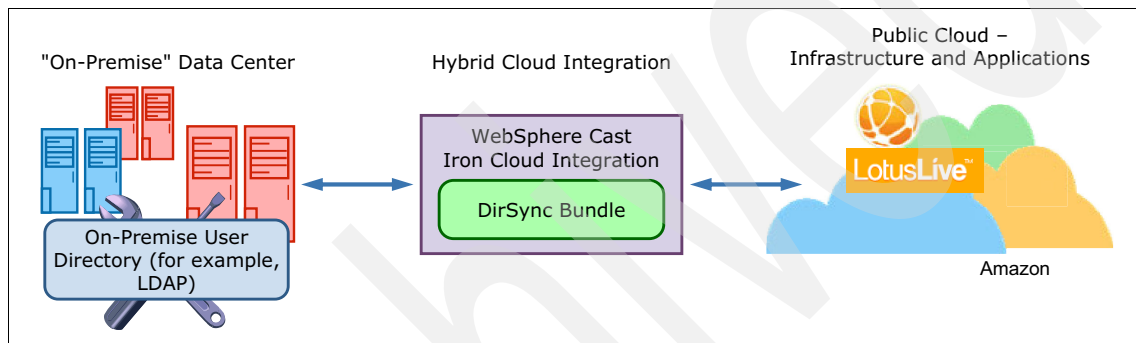 "On-Premise" Data Center
On-Premise User
Directory (for example,
LDAP)
Hybrid Cloud Integration
WebSphere Cast
Iron Cloud Integration
DirSync Bundle
Public Cloud –
Infrastructure and Applications
LotusLive™
Amazon